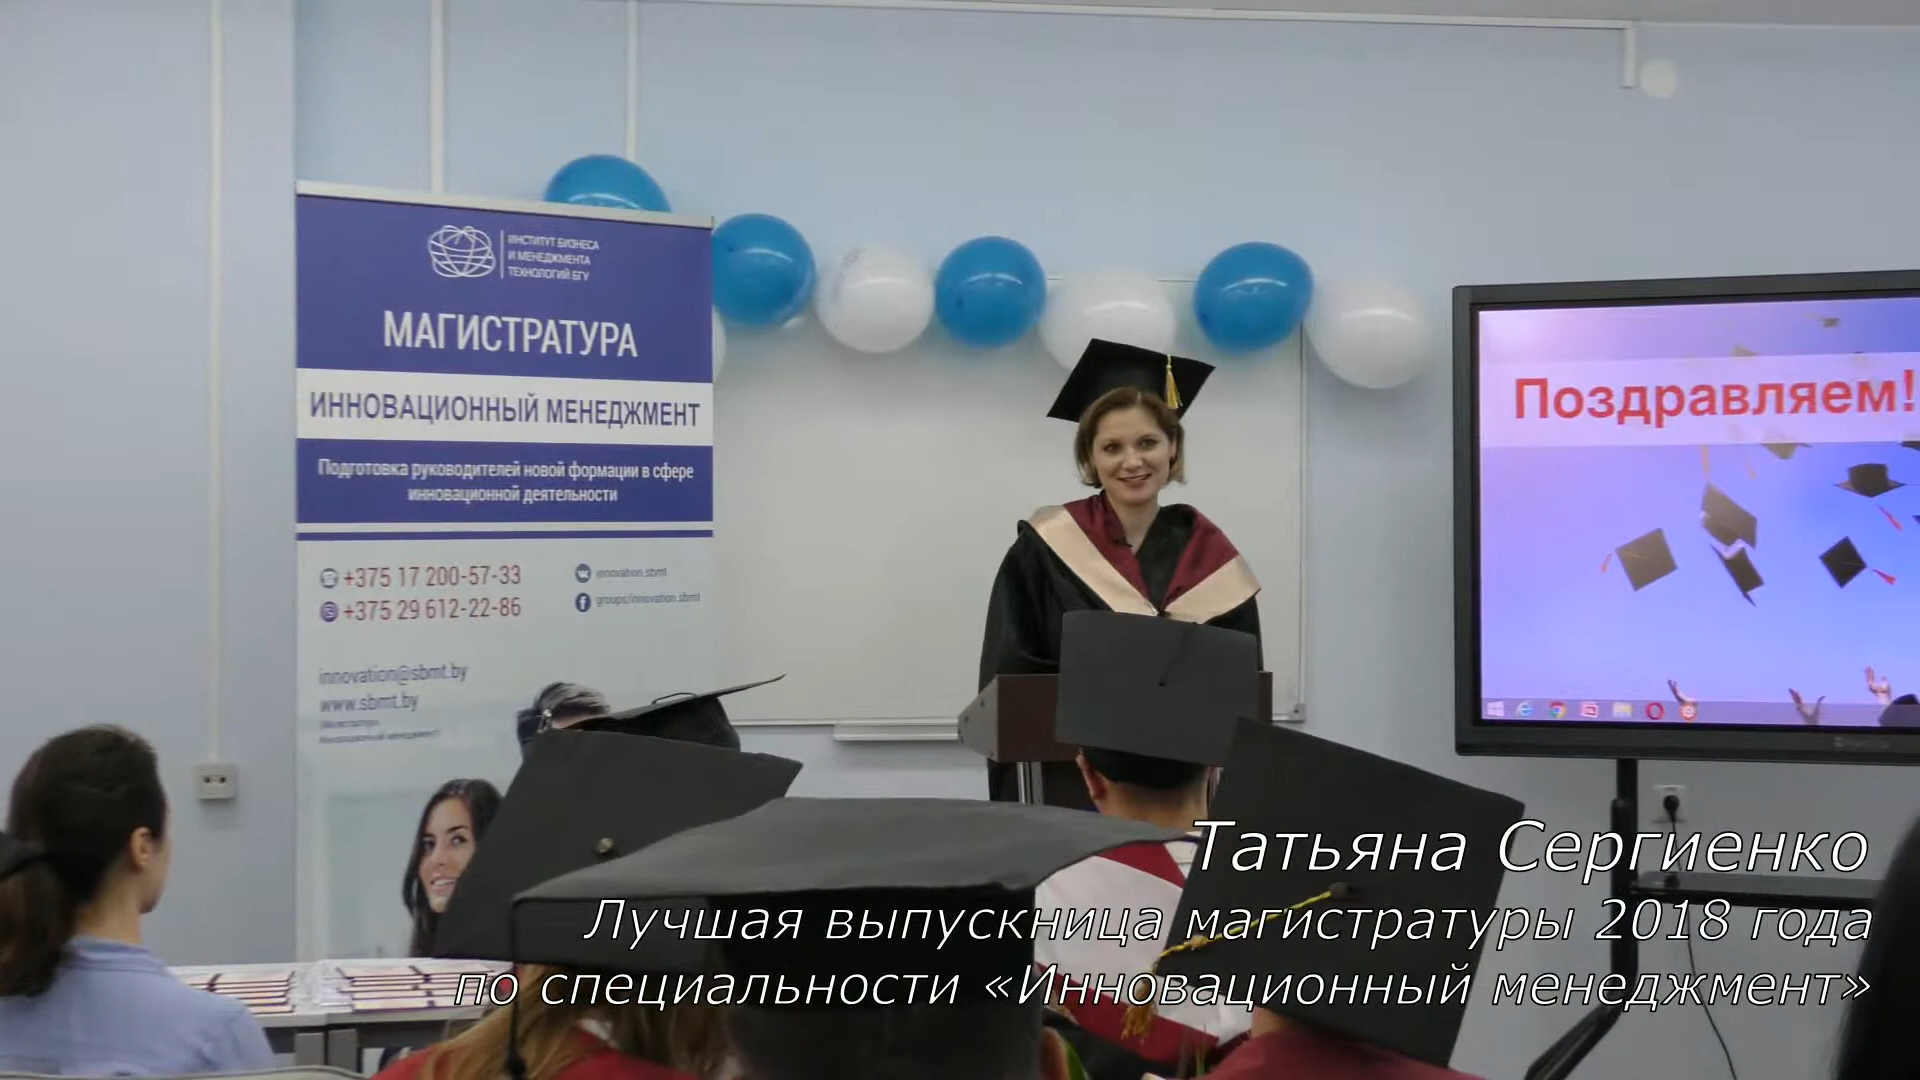 ИНСТИТУТ БИЗНЕСА
И МЕНЕДЖМЕНТА
ТЕХНОЛОГИЙ БГУ
МАГИСТРАТУРА
ИННОВАЦИОННЫЙ МЕНЕДЖМЕНТ
Подготовка руководителей новой формации в сфере
инновационной деятельности
+375 17 200-57-33
innovation.sbmt
+375 29 612-22-86
groups/innovation.sbmt
innovation@sbmt.by
www.sbmt.by
Поздравляем!
Татьяна Сергиенко
Лучшая выпускница магистратуры 2018 года
по специальности «Инновационный менеджмент»